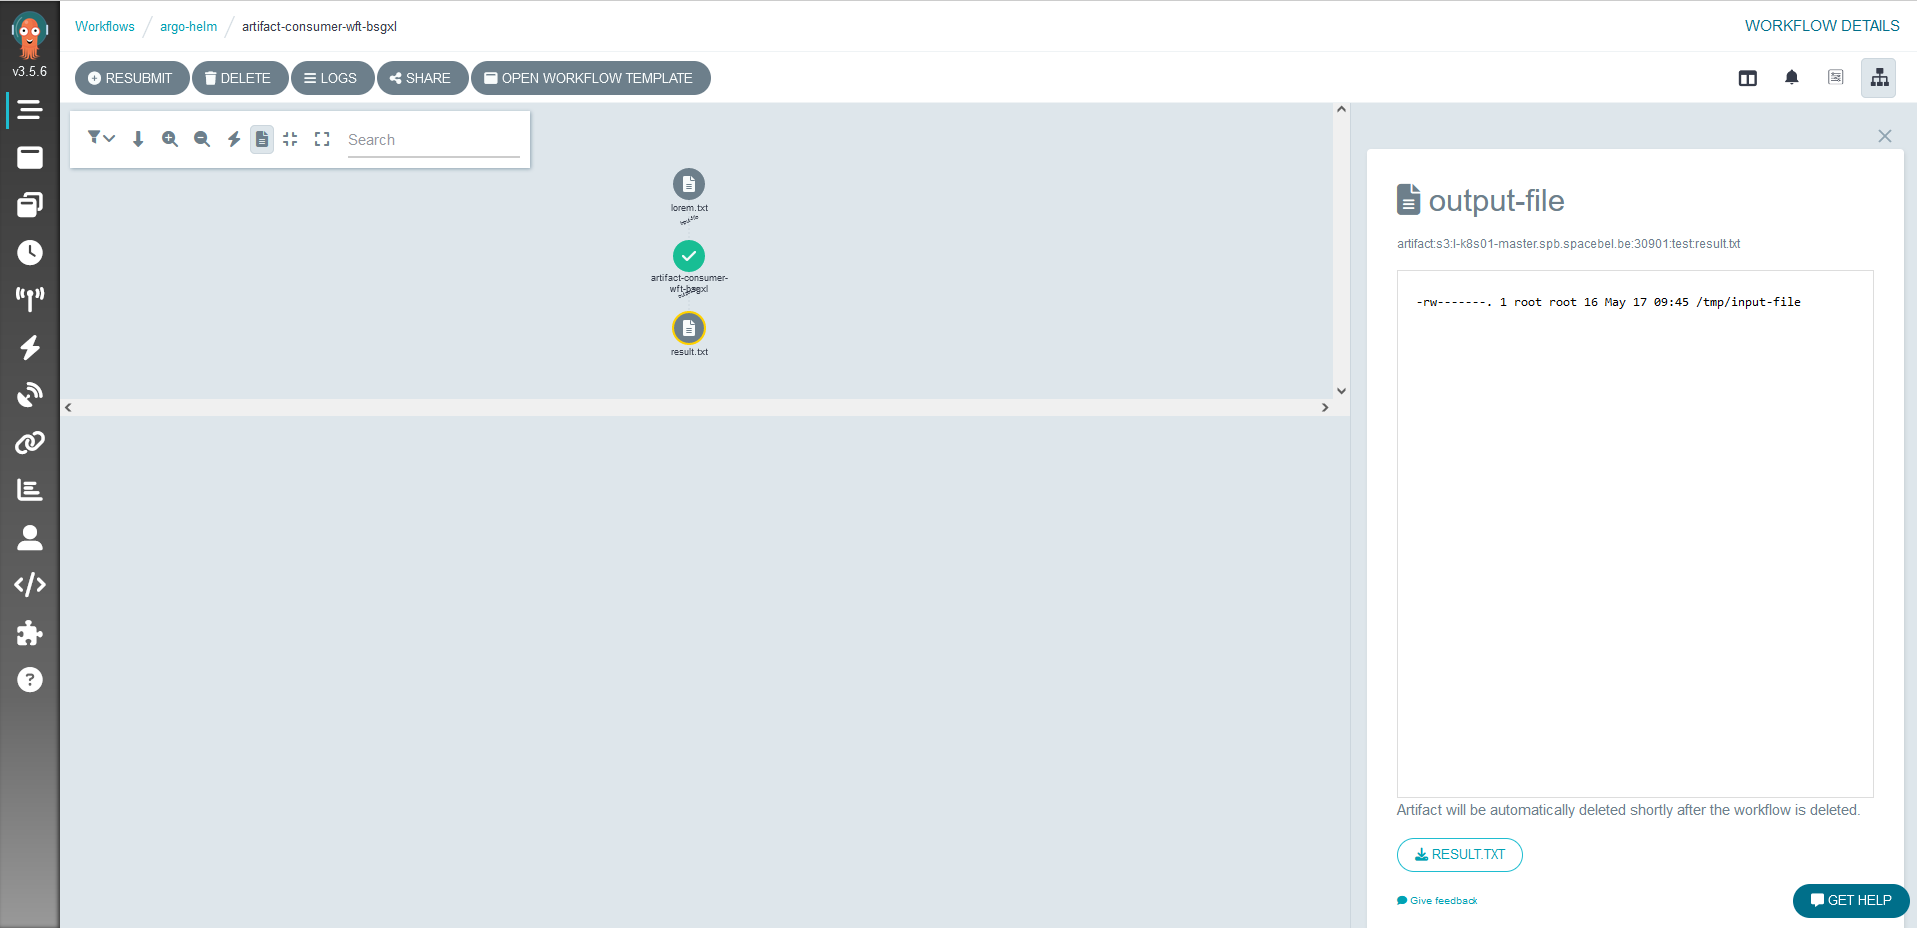 Workflows / argo-helm / artifact-consumer-wft-bsgxl
WORKFLOW DETAILS
v3.5.6
RESUBMIT DELETE LOGS SHARE OPEN WORKFLOW TEMPLATE
Search
lorem.txt
artifact-consumer-
wft-bsgxl
result.txt
output-file
artifact:s3:l-k8s01-master.spb.spacebel.be:30901:test:result.txt
-rw-------. 1 root root 16 May 17 09:45 /tmp/input-file
Artifact will be automatically deleted shortly after the workflow is deleted.
RESULT.TXT
Give feedback
GET HELP